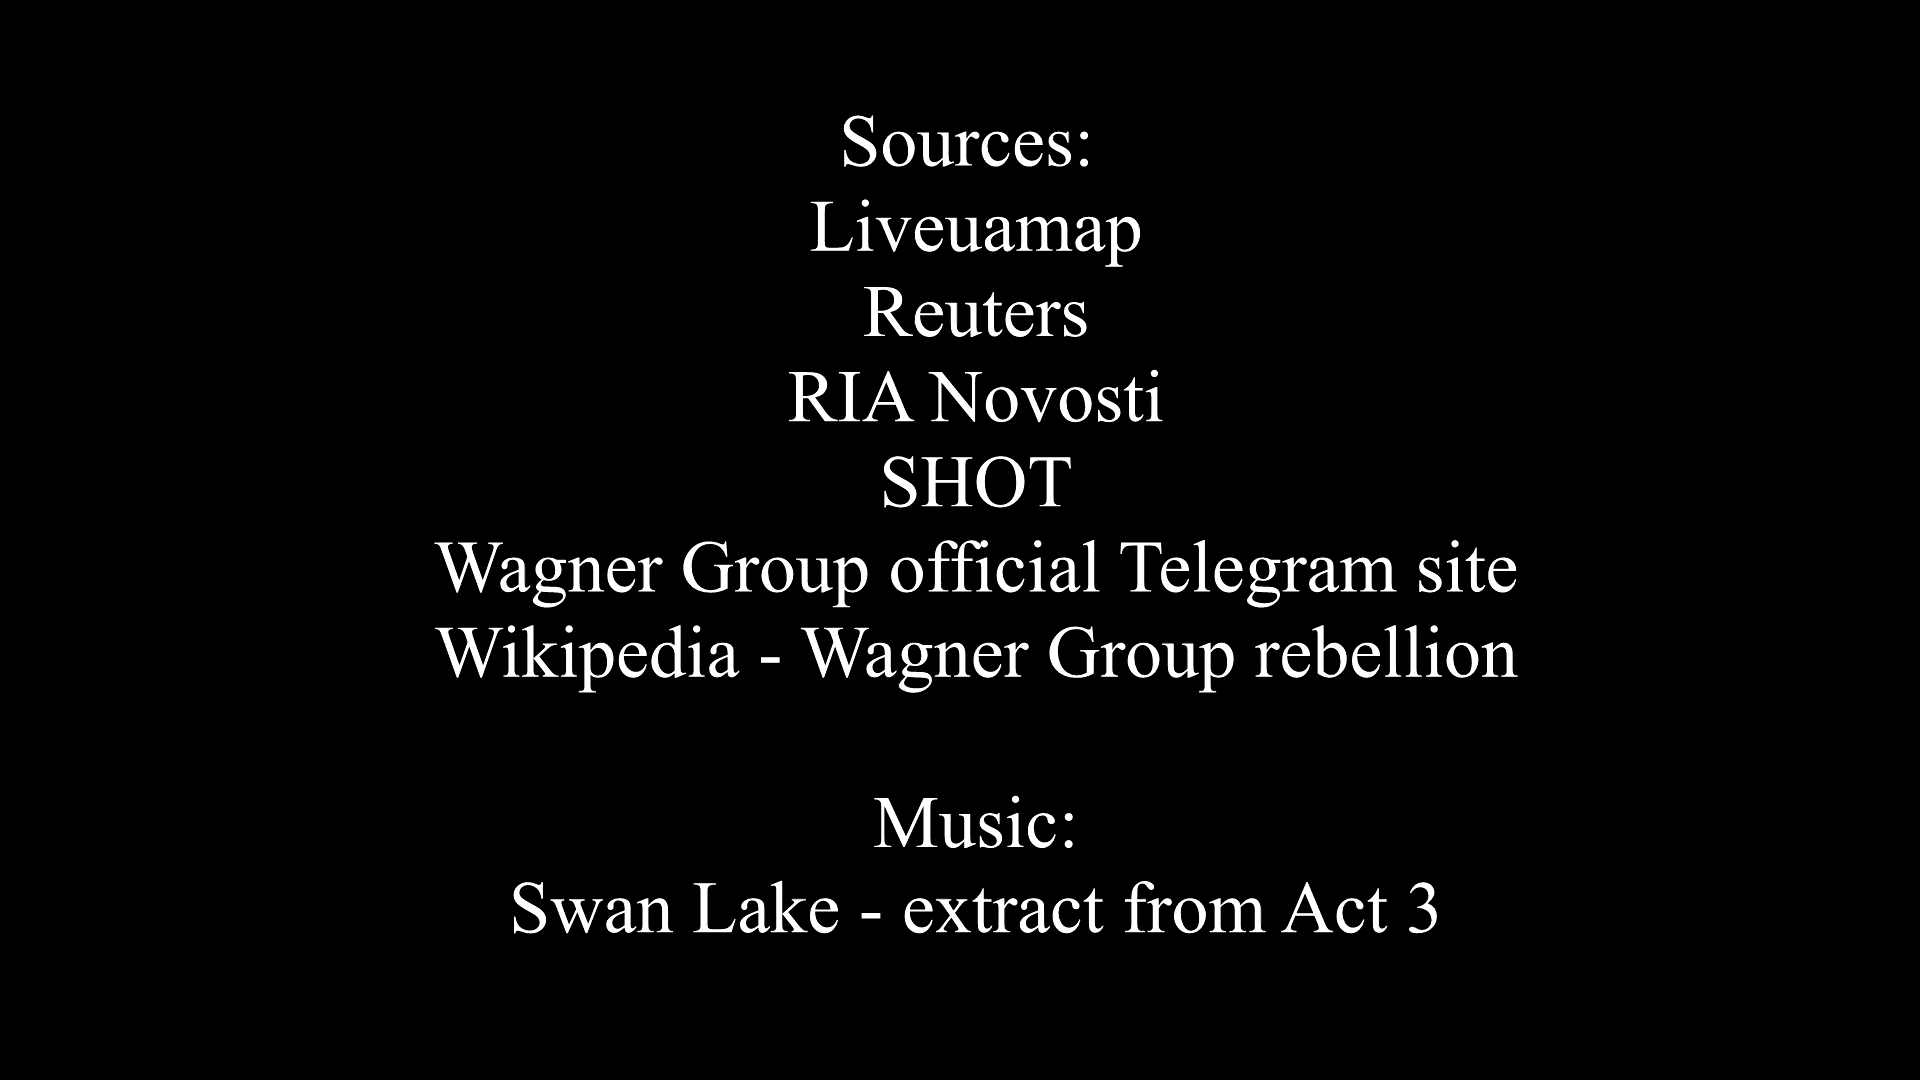 Sources:
Liveuamap
Reuters
RIA Novosti
SHOT
Wagner Group official Telegram site
Wikipedia - Wagner Group rebellion
Music:
Swan Lake - extract from Act 3